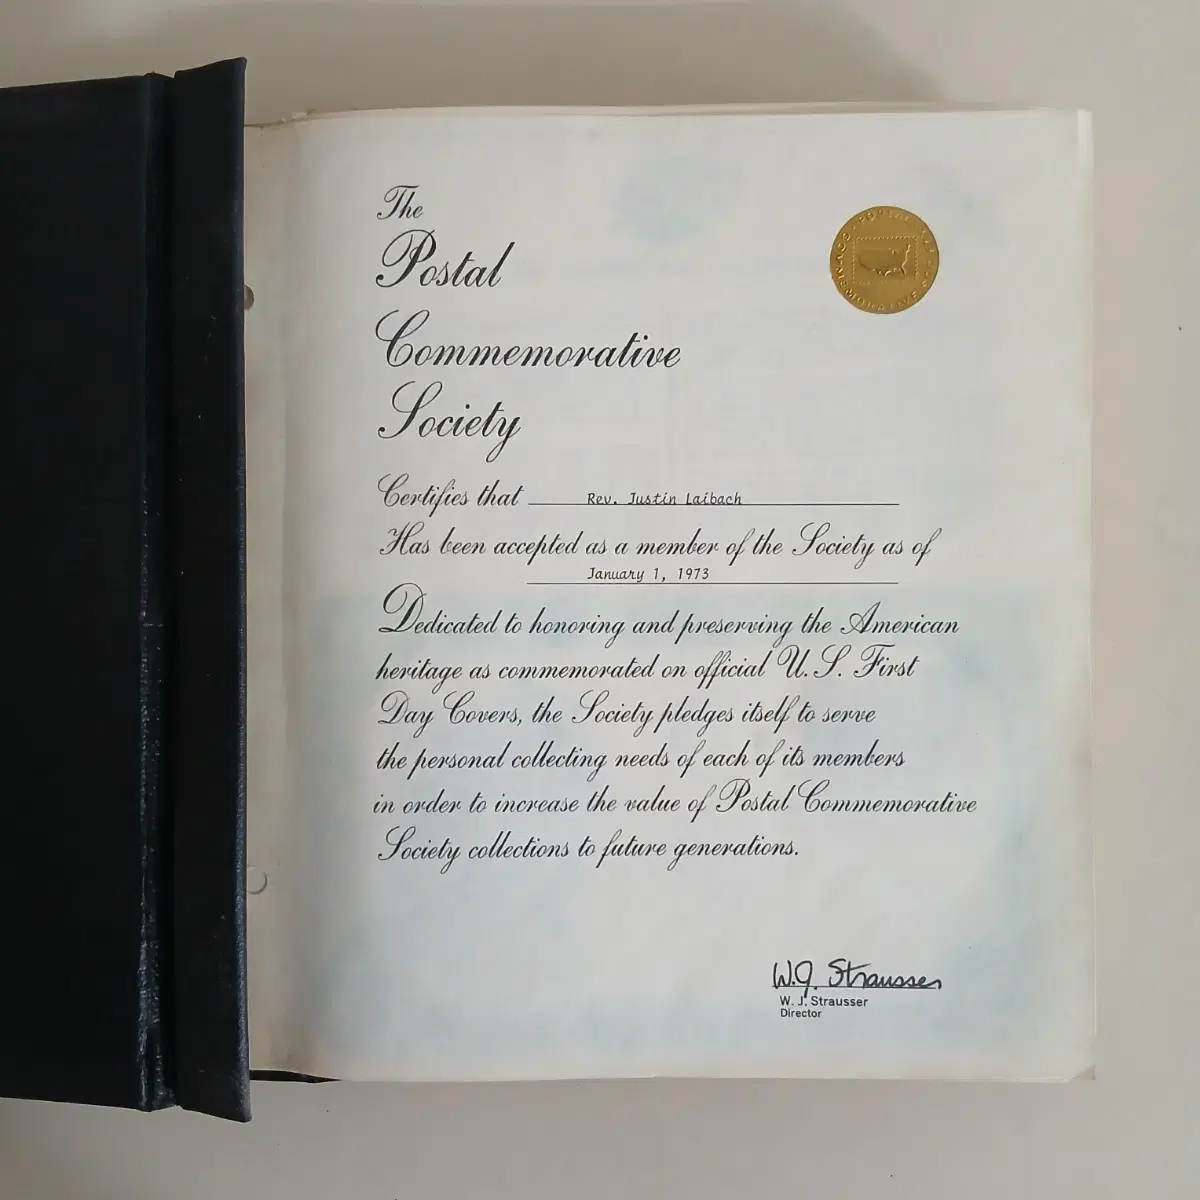 The
Postal
Commemorative
Society
Certifies that Rev. Justin Laibach
Has been accepted as a member of the Society as of
January 1, 1973
Dedicated to honoring and preserving the American
heritage as commemorated on official U. S. First
Day Covers, the Society pledges itself to serve
the personal collecting needs of each of its members
in order to increase the value of Postal Commemorative
Society collections to future generations.
W.J. Strausser
W. J. Strausser
Director